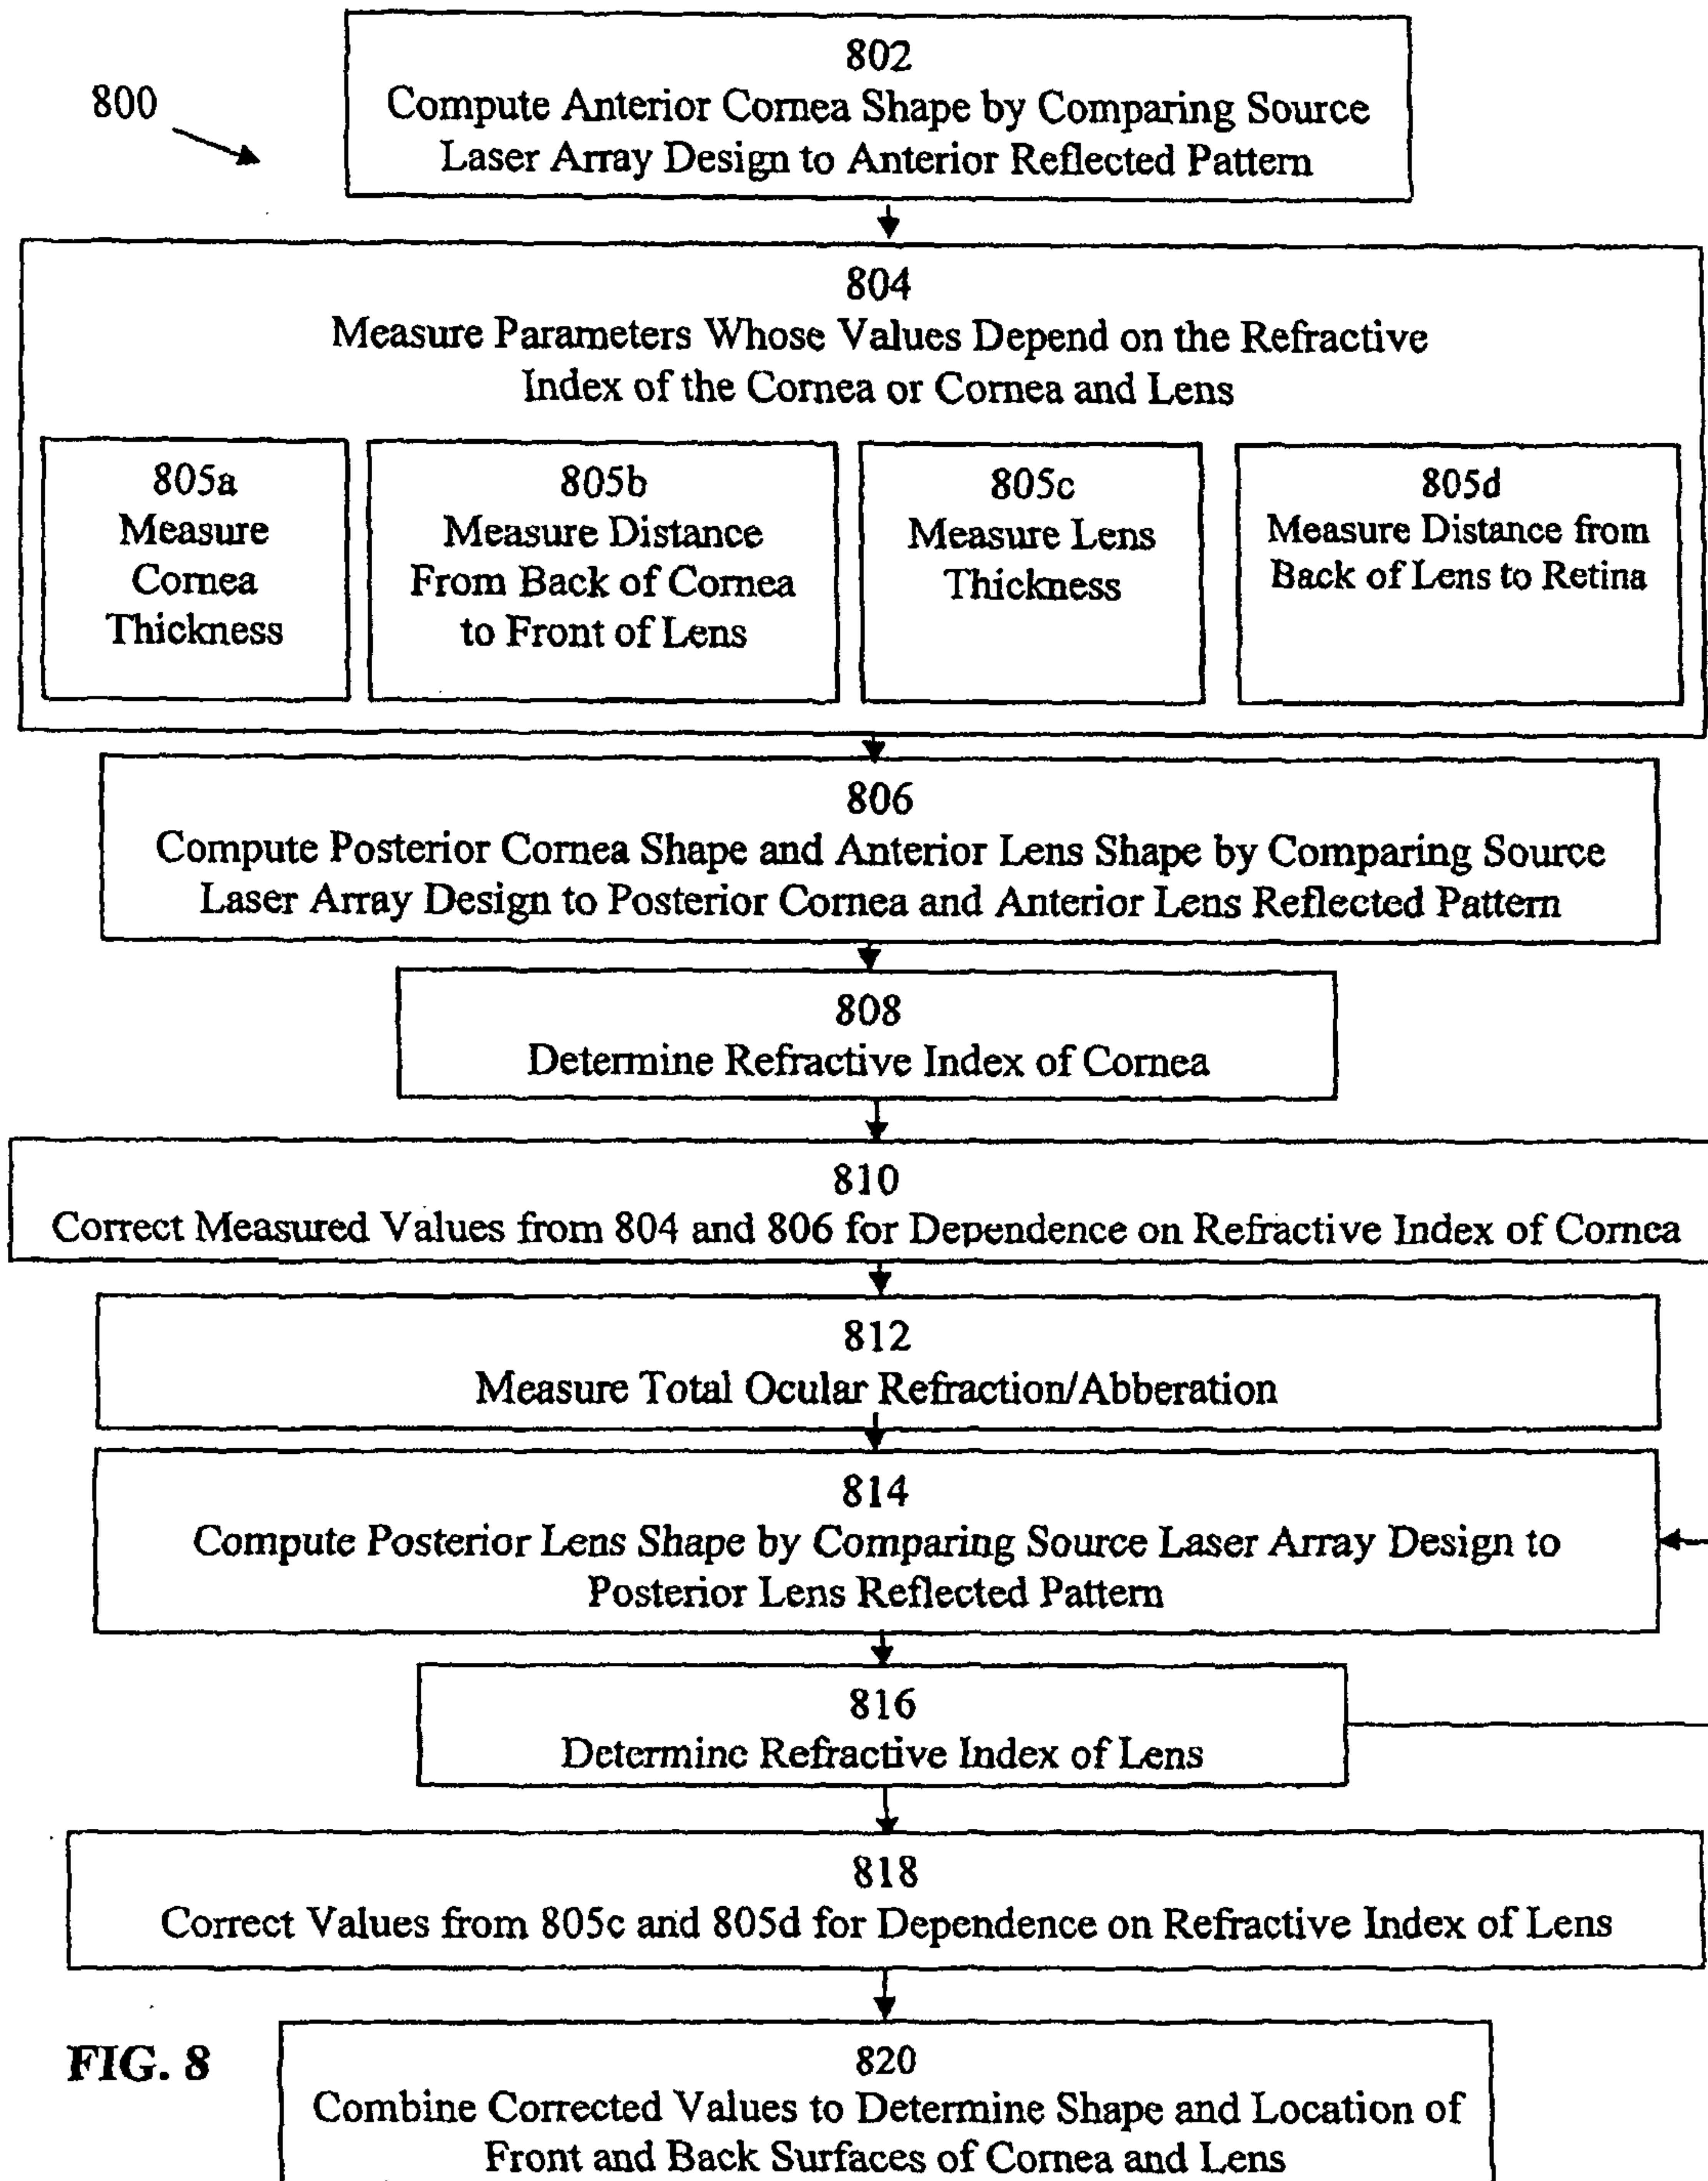 800
802
Compute Anterior Cornea Shape by Comparing Source
Laser Array Design to Anterior Reflected Pattern
804
Measure Parameters Whose Values Depend on the Refractive
Index of the Cornea or Cornea and Lens
805a
Measure
Cornea
Thickness
805b
Measure Distance
From Back of Cornea
to Front of Lens
805c
Measure Lens
Thickness
805d
Measure Distance from
Back of Lens to Retina
806
Compute Posterior Cornea Shape and Anterior Lens Shape by Comparing Source
Laser Array Design to Posterior Cornea and Anterior Lens Reflected Pattern
808
Determine Refractive Index of Cornea
810
Correct Measured Values from 804 and 806 for Dependence on Refractive Index of Cornea
812
Measure Total Ocular Refraction/Abberation
814
Compute Posterior Lens Shape by Comparing Source Laser Array Design to
Posterior Lens Reflected Pattern
816
Determine Refractive Index of Lens
818
Correct Values from 805c and 805d for Dependence on Refractive Index of Lens
FIG. 8
820
Combine Corrected Values to Determine Shape and Location of
Front and Back Surfaces of Cornea and Lens